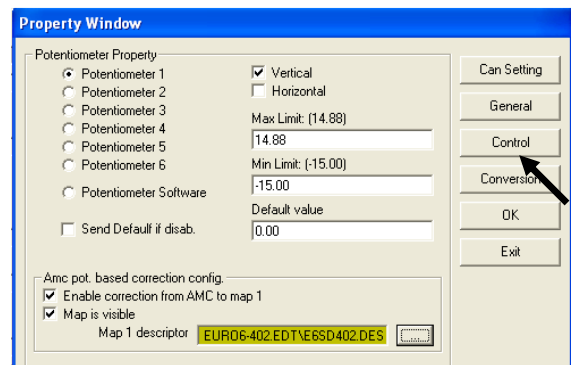 Property Window
Potentiometer Property
Potentiometer 1
Potentiometer 2
Potentiometer 3
Potentiometer 4
Potentiometer 5
Potentiometer 6
Potentiometer Software
Send Defaulf if disab.
Vertical
Horizontal
Max Limit: (14.88)
14.88
Min Limit: (-15.00)
-15.00
Default value
0.00
Can Setting
General
Control
Conversion
OK
Exit
Amc pot. based correction config.
Enable correction from AMC to map 1
Map is visible
Map 1 descriptor EURO6-402.EDT\E6SD402.DES ...